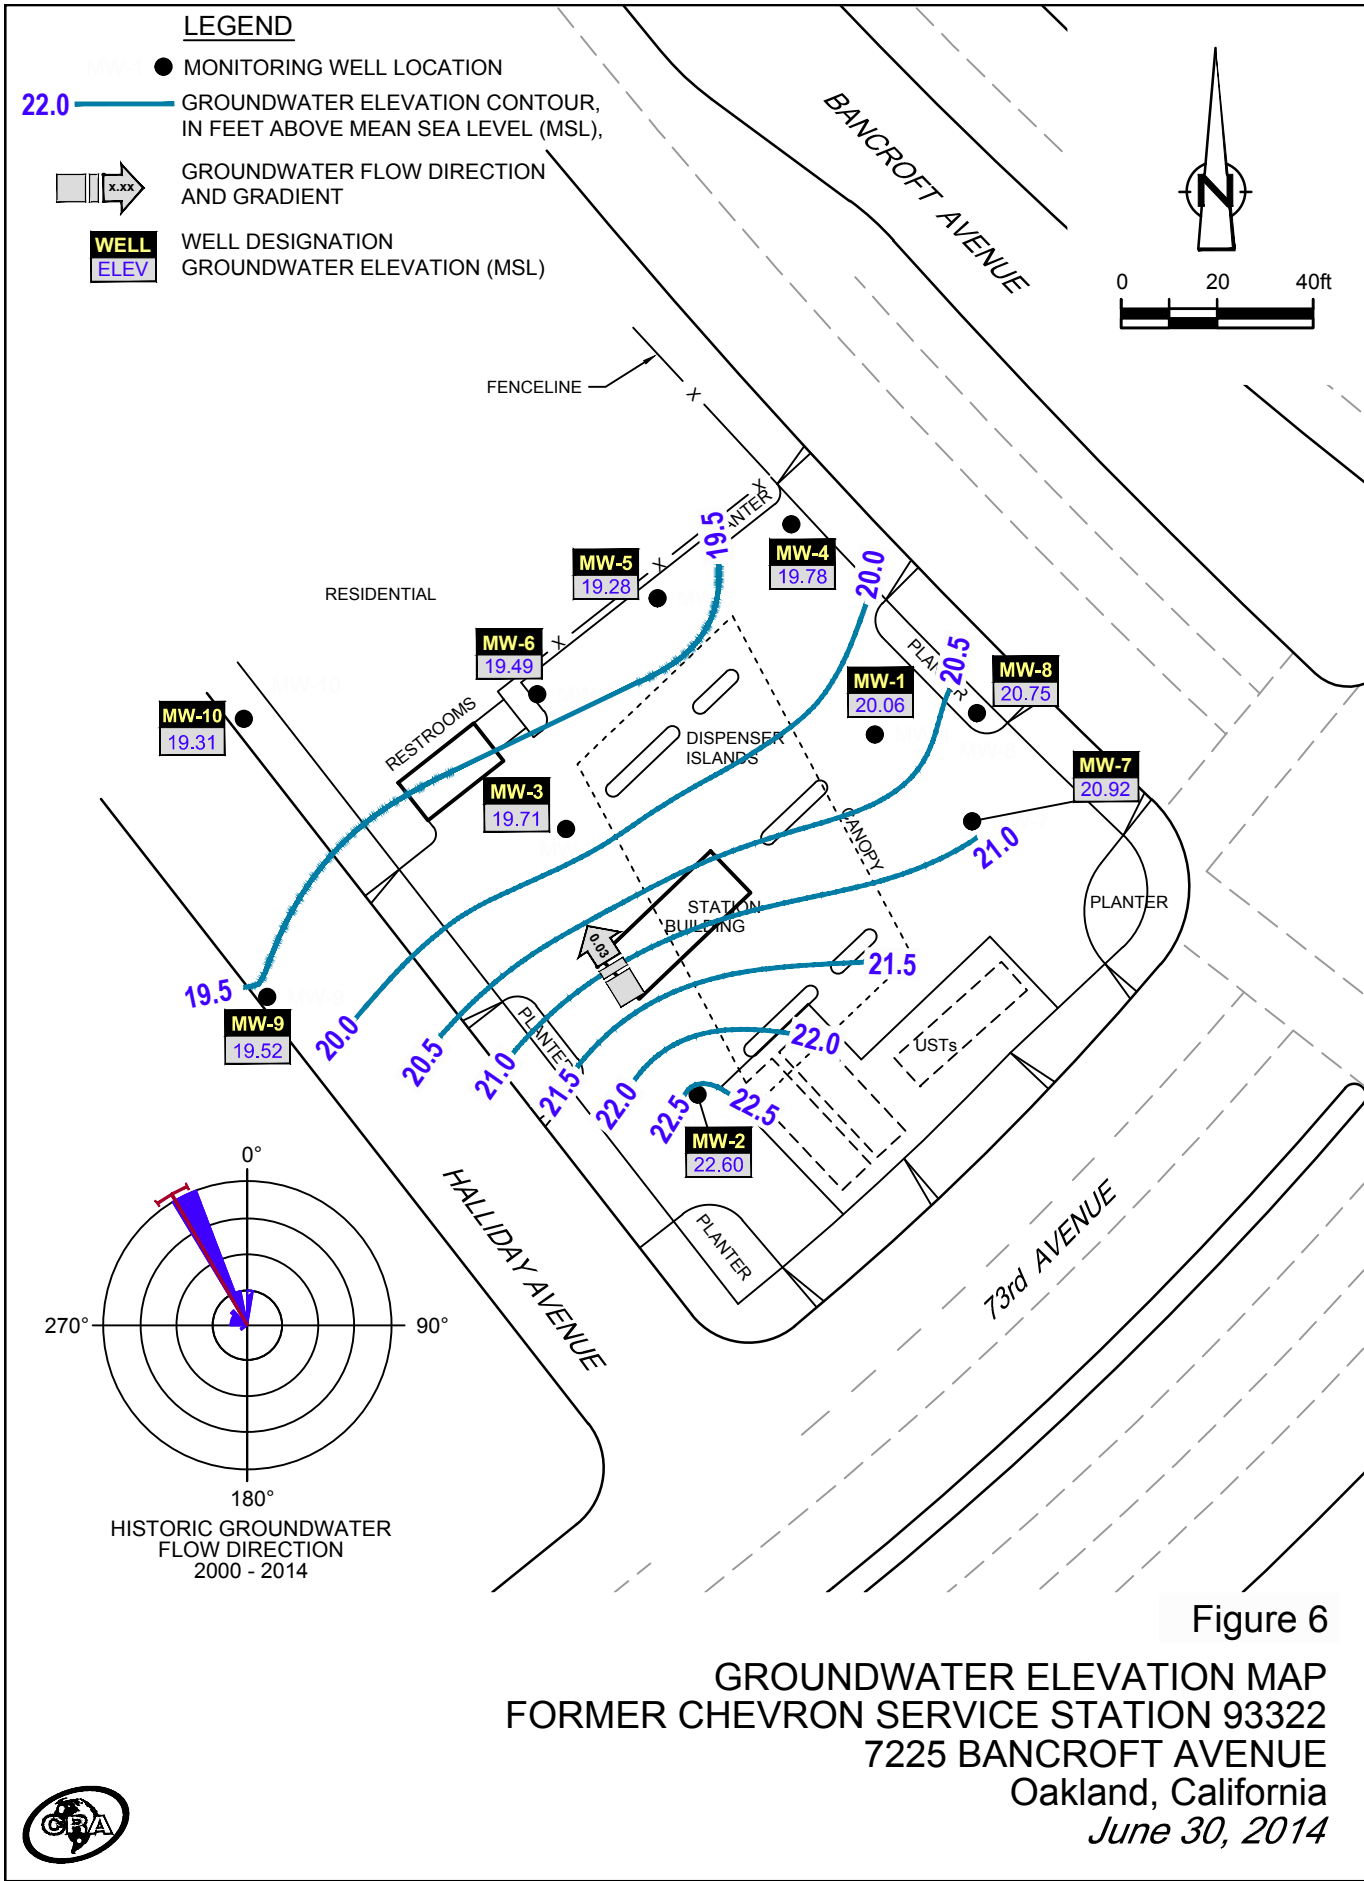 LEGEND
MONITORING WELL LOCATION
22.0
GROUNDWATER ELEVATION CONTOUR,
IN FEET ABOVE MEAN SEA LEVEL (MSL),
x.xx
GROUNDWATER FLOW DIRECTION
AND GRADIENT
WELL
ELEV
WELL DESIGNATION
GROUNDWATER ELEVATION (MSL)
BANCROFT AVENUE
N
0 20 40ft
FENCELINE
X
X
X
X
RESIDENTIAL
19.5
MW-4
19.78
MW-5
19.28
20.0
MW-6
19.49
PLANTER
20.5
MW-8
20.75
MW-1
20.06
MW-10
19.31
RESTROOMS
DISPENSER
ISLANDS
MW-7
20.92
MW-3
19.71
CANOPY
21.0
PLANTER
STATION
BUILDING
0.03
21.5
19.5
MW-9
19.52
20.0
20.5
21.0
PLANTER
21.5
22.0
22.0
USTs
22.5
22.5
MW-2
22.60
PLANTER
HALLIDAY AVENUE
73rd AVENUE
0°
270°
90°
180°
HISTORIC GROUNDWATER
FLOW DIRECTION
2000 - 2014
Figure 6
GROUNDWATER ELEVATION MAP
FORMER CHEVRON SERVICE STATION 93322
7225 BANCROFT AVENUE
Oakland, California
June 30, 2014
CRA